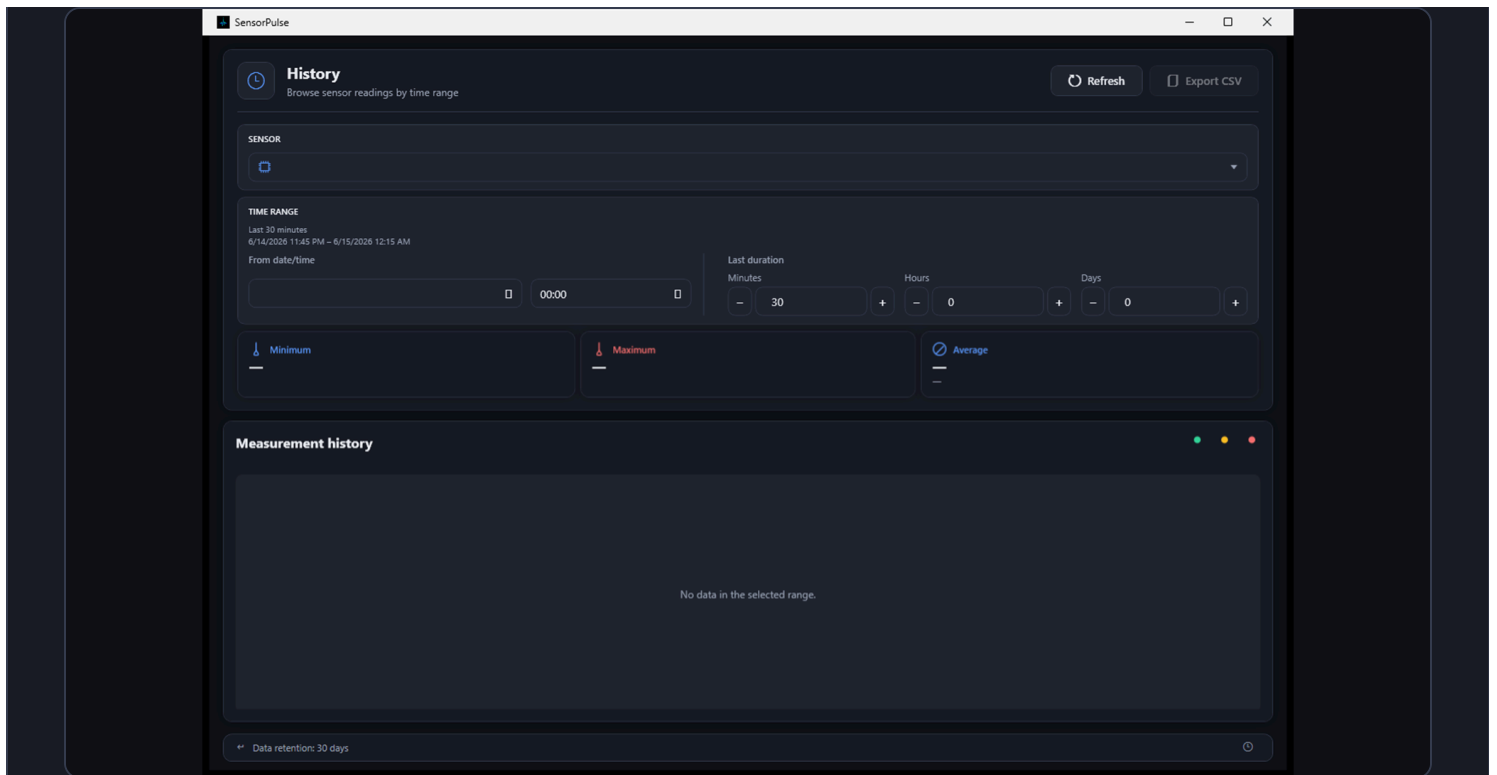 SensorPulse
History
Browse sensor readings by time range
Refresh
Export CSV
SENSOR
TIME RANGE
Last 30 minutes
6/14/2026 11:45 PM – 6/15/2026 12:15 AM
From date/time
00:00
Last duration
Minutes
Hours
Days
– 30 +
– 0 +
– 0 +
Minimum
—
Maximum
—
Average
—
—
Measurement history
No data in the selected range.
Data retention: 30 days